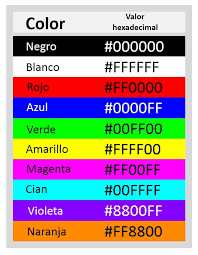 Color Valor hexadecimal
Negro #000000
Blanco #FFFFFF
Rojo #FF0000
Azul #0000FF
Verde #00FF00
Amarillo #FFFF00
Magenta #FF00FF
Cian #00FFFF
Violeta #8800FF
Naranja #FF8800